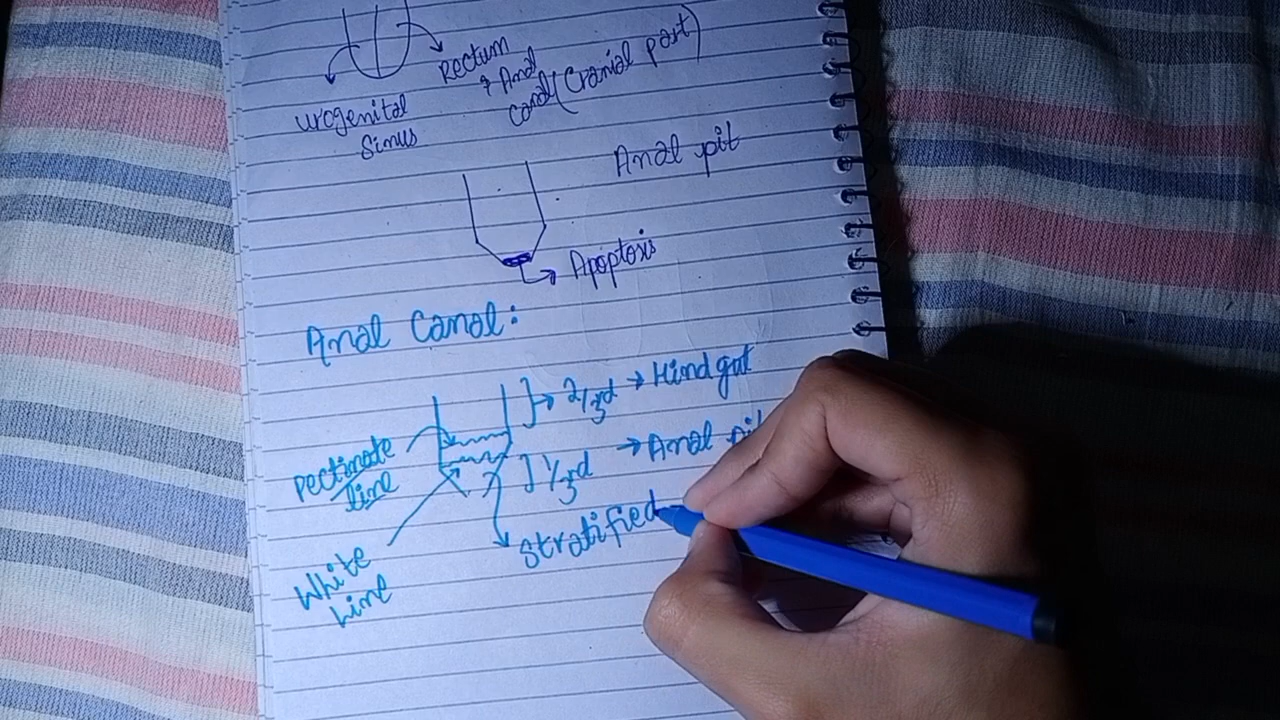 Rectum
& Anal
canal (Cranial part)
urogenital
Sinus
Anal pit
Apoptosis
Anal Canal:
2/3rd → Hind gut
pectinate
line
1/3rd → Anal pit
Stratified
White
Line